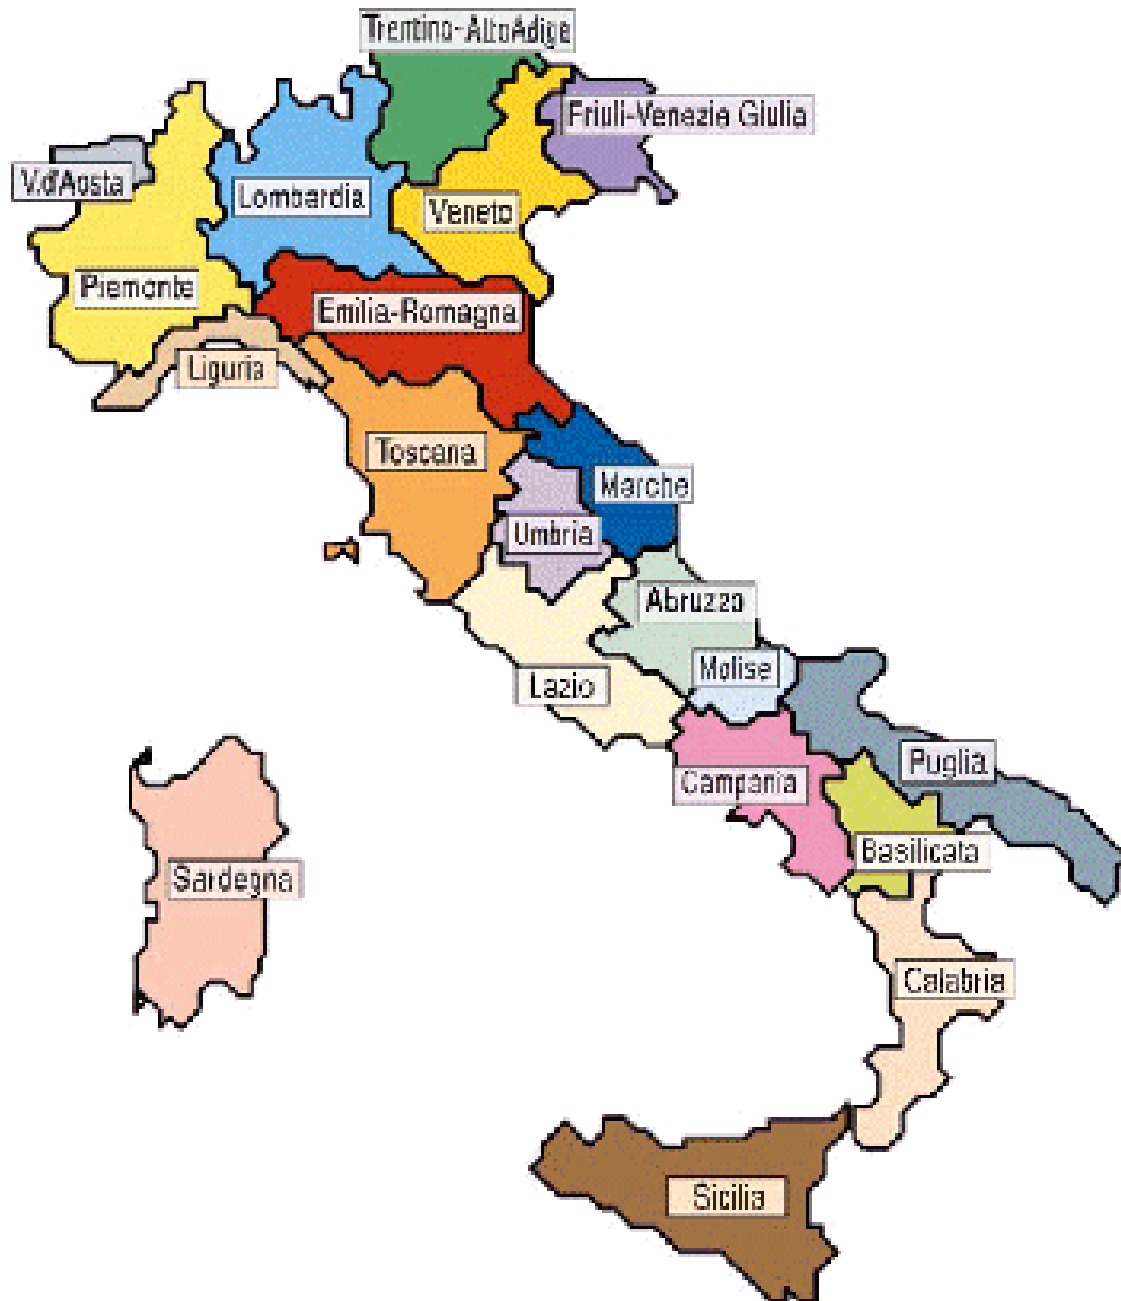 Trentino-AltoAdige
Friuli-Venezie Giulia
V.d'Aosta
Lombardia
Veneto
Piemonte
Emilia-Romagna
Liguria
Toscana
Marche
Umbria
Abruzzo
Molise
Lazio
Puglia
Campania
Basilicata
Sardegna
Calabria
Sicilia